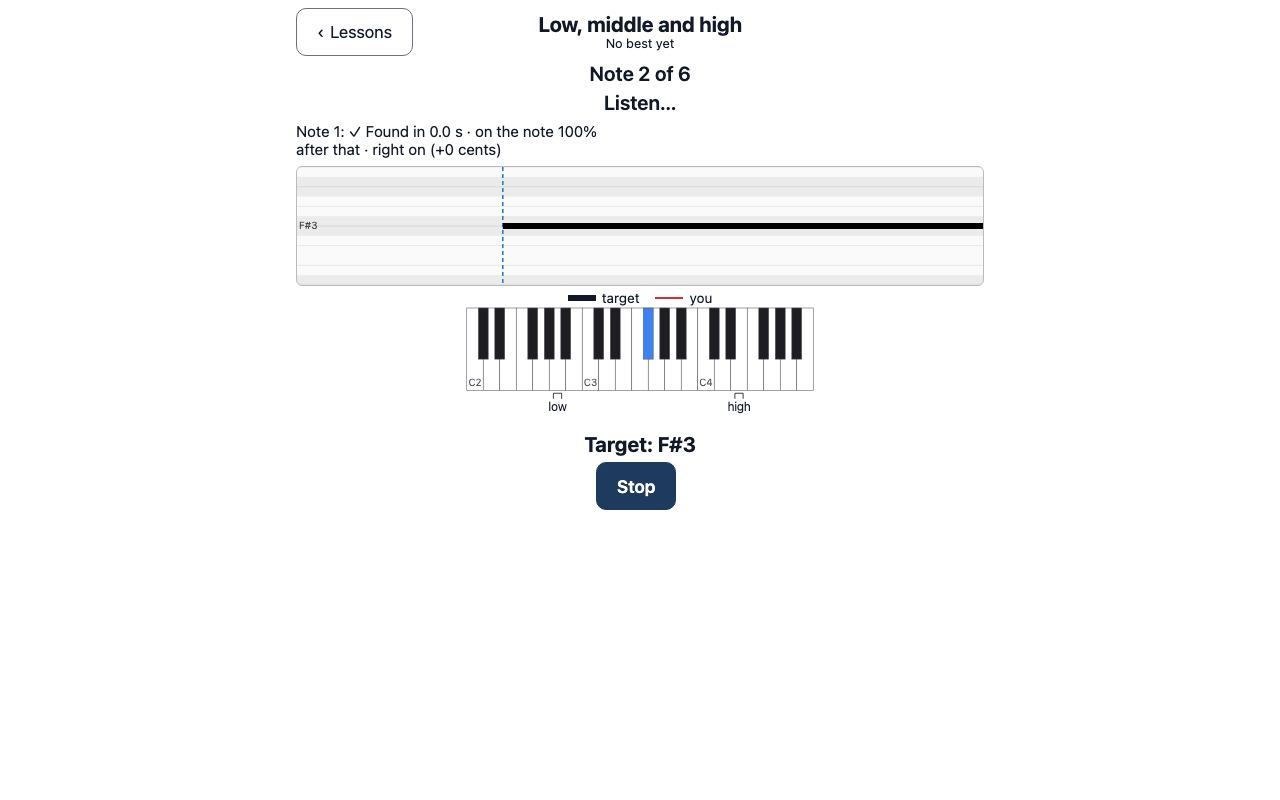 ‹ Lessons
Low, middle and high
No best yet
Note 2 of 6
Listen...
Note 1: ✓ Found in 0.0 s · on the note 100%
after that · right on (+0 cents)
F#3
target you
C2 C3 C4
low high
Target: F#3
Stop